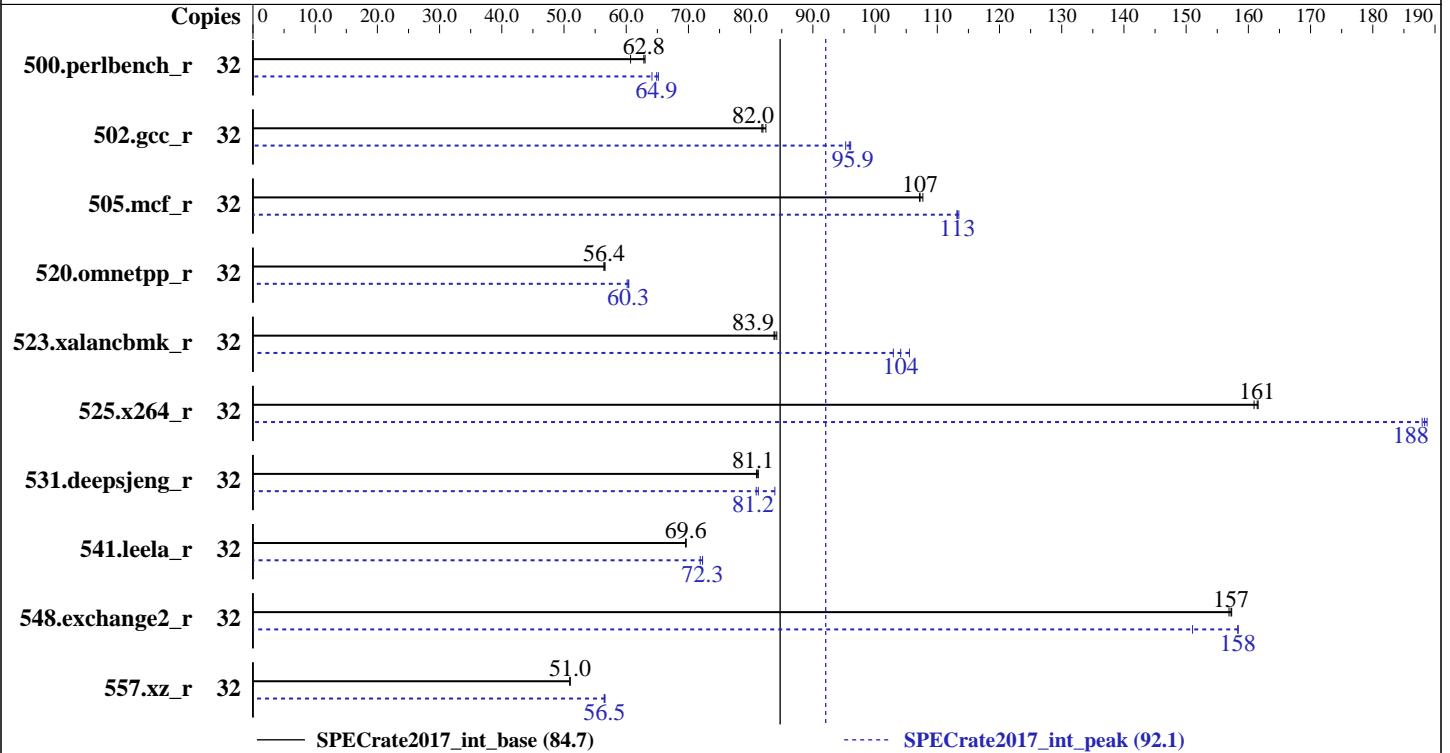 Copies 0 10.0 20.0 30.0 40.0 50.0 60.0 70.0 80.0 90.0 100 110 120 130 140 150 160 170 180 190
62.8
500.perlbench_r 32
64.9
82.0
502.gcc_r 32
95.9
107
505.mcf_r 32
113
56.4
520.omnetpp_r 32
60.3
83.9
523.xalancbmk_r 32
104
161
525.x264_r 32
188
81.1
531.deepsjeng_r 32
81.2
69.6
541.leela_r 32
72.3
157
548.exchange2_r 32
158
51.0
557.xz_r 32
56.5
SPECrate2017_int_base (84.7) SPECrate2017_int_peak (92.1)